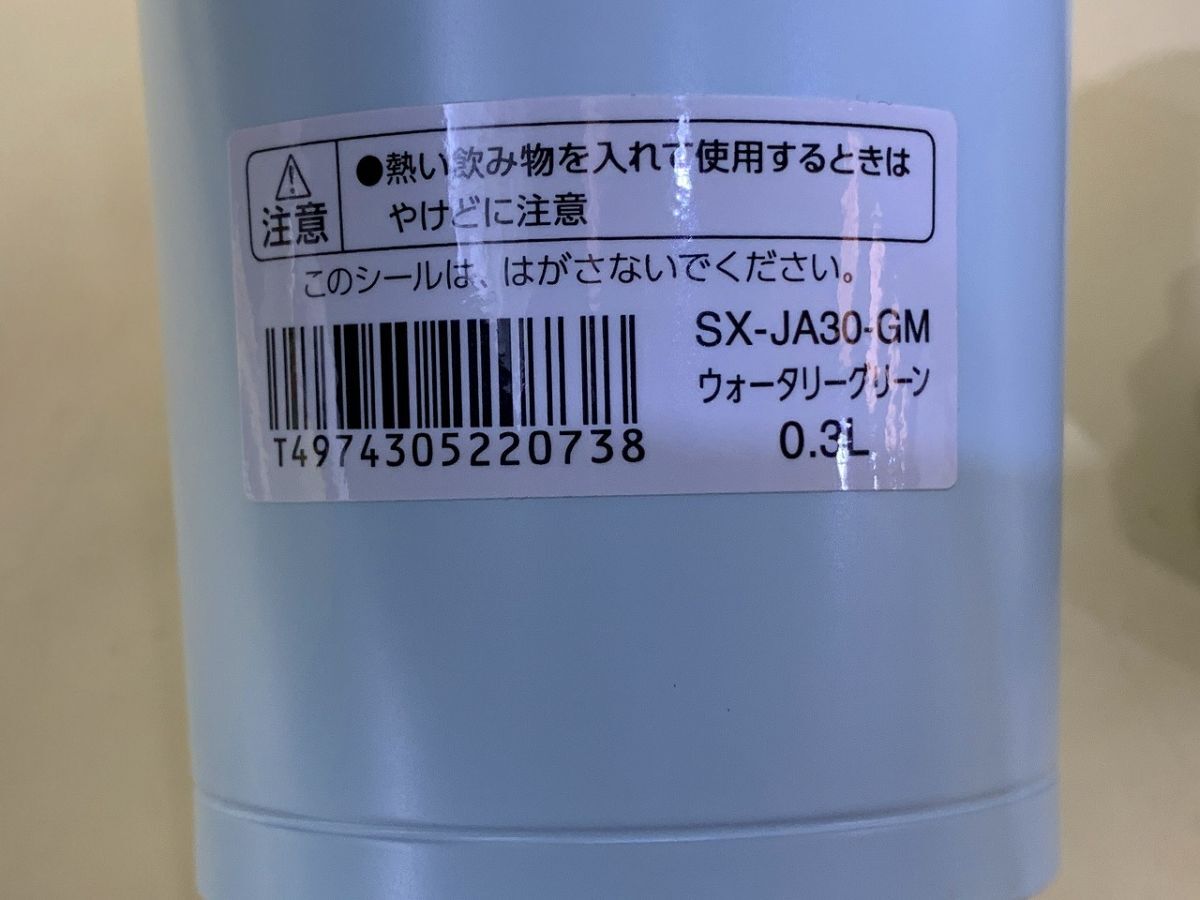 注意
●熱い飲み物を入れて使用するときは
やけどに注意
このシールは、はがさないでください。
SX-JA30-GM
ウォータリーグリーン
0.3L
T4974305220738